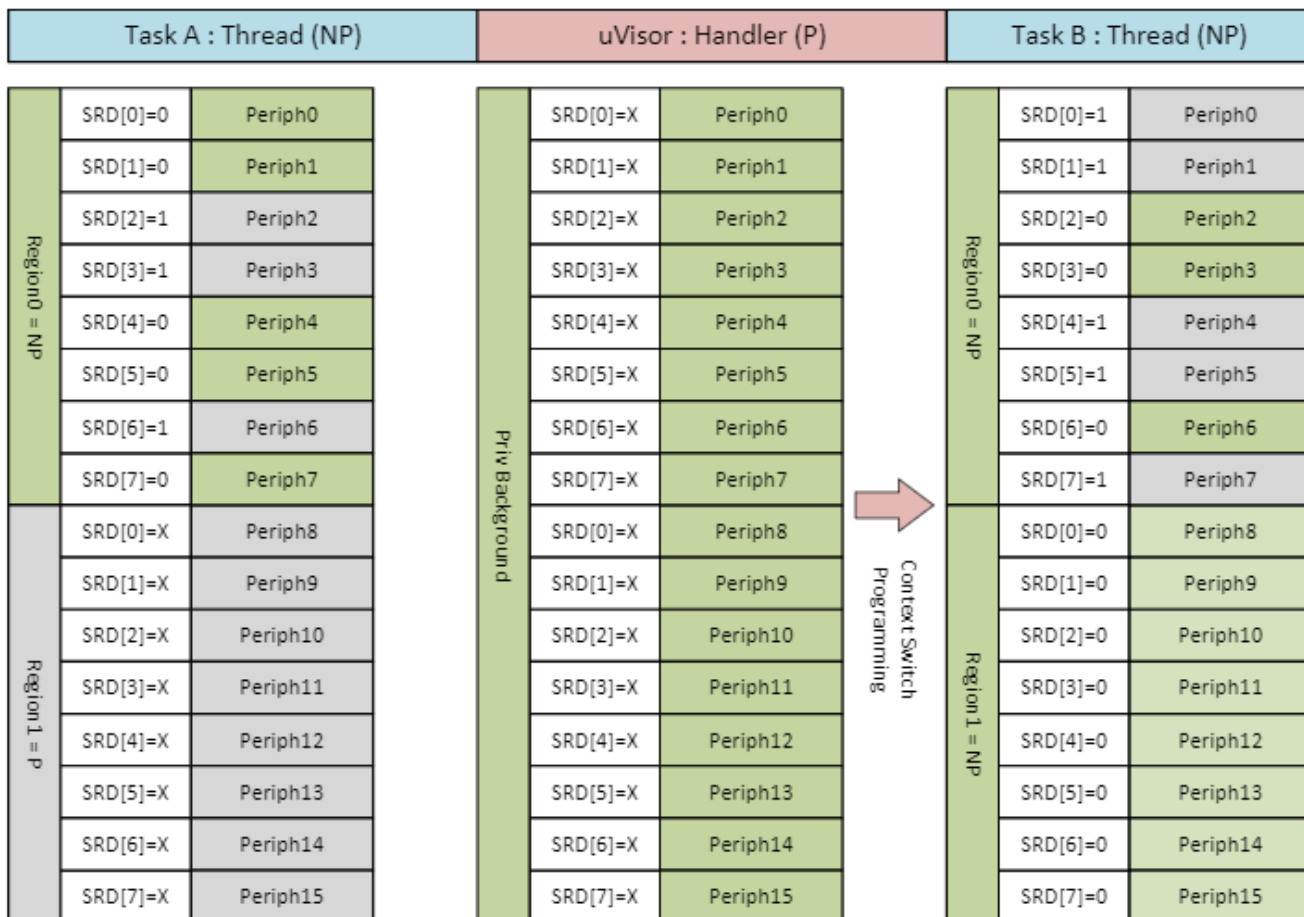 Task A : Thread (NP)
uVisor : Handler (P)
Task B : Thread (NP)
Region0 = NP
SRD[0]=0 Periph0
SRD[1]=0 Periph1
SRD[2]=1 Periph2
SRD[3]=1 Periph3
SRD[4]=0 Periph4
SRD[5]=0 Periph5
SRD[6]=1 Periph6
SRD[7]=0 Periph7
Region1 = P
SRD[0]=X Periph8
SRD[1]=X Periph9
SRD[2]=X Periph10
SRD[3]=X Periph11
SRD[4]=X Periph12
SRD[5]=X Periph13
SRD[6]=X Periph14
SRD[7]=X Periph15
Priv Background
SRD[0]=X Periph0
SRD[1]=X Periph1
SRD[2]=X Periph2
SRD[3]=X Periph3
SRD[4]=X Periph4
SRD[5]=X Periph5
SRD[6]=X Periph6
SRD[7]=X Periph7
SRD[0]=X Periph8
SRD[1]=X Periph9
SRD[2]=X Periph10
SRD[3]=X Periph11
SRD[4]=X Periph12
SRD[5]=X Periph13
SRD[6]=X Periph14
SRD[7]=X Periph15
Context Switch
Programming
Region0 = NP
SRD[0]=1 Periph0
SRD[1]=1 Periph1
SRD[2]=0 Periph2
SRD[3]=0 Periph3
SRD[4]=1 Periph4
SRD[5]=1 Periph5
SRD[6]=0 Periph6
SRD[7]=1 Periph7
Region1 = NP
SRD[0]=0 Periph8
SRD[1]=0 Periph9
SRD[2]=0 Periph10
SRD[3]=0 Periph11
SRD[4]=0 Periph12
SRD[5]=0 Periph13
SRD[6]=0 Periph14
SRD[7]=0 Periph15